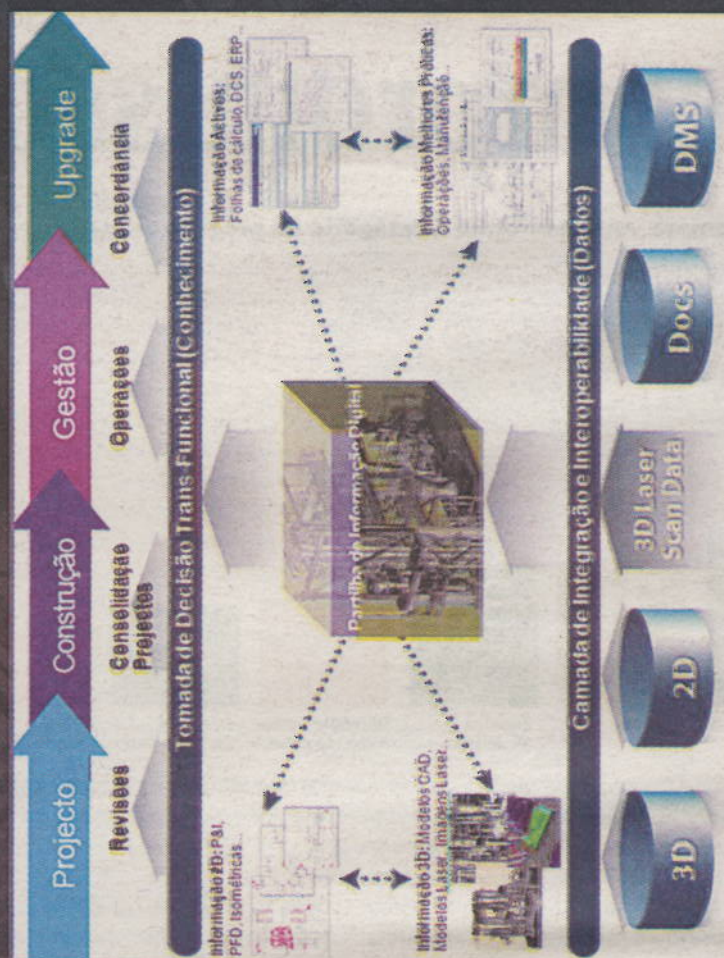 Projecto
Construção
Gestão
Upgrade
Revisões
Consolidação
Projectos
Operações
Concordância
Tomada de Decisão Trans-Funcional (Conhecimento)
Informação 2D: P&I,
PFD, Isométricas...
Informação Activos:
Folhas de cálculo, DCS, ERP...
Partilha de Informação Digital
Informação 3D: Modelos CAD,
Modelos Laser, Imagens Laser...
Informação Melhores Práticas:
Operações, Manutenção...
Camada de Integração e Interoperabilidade (Dados)
3D
2D
3D Laser
Scan Data
Docs
DMS